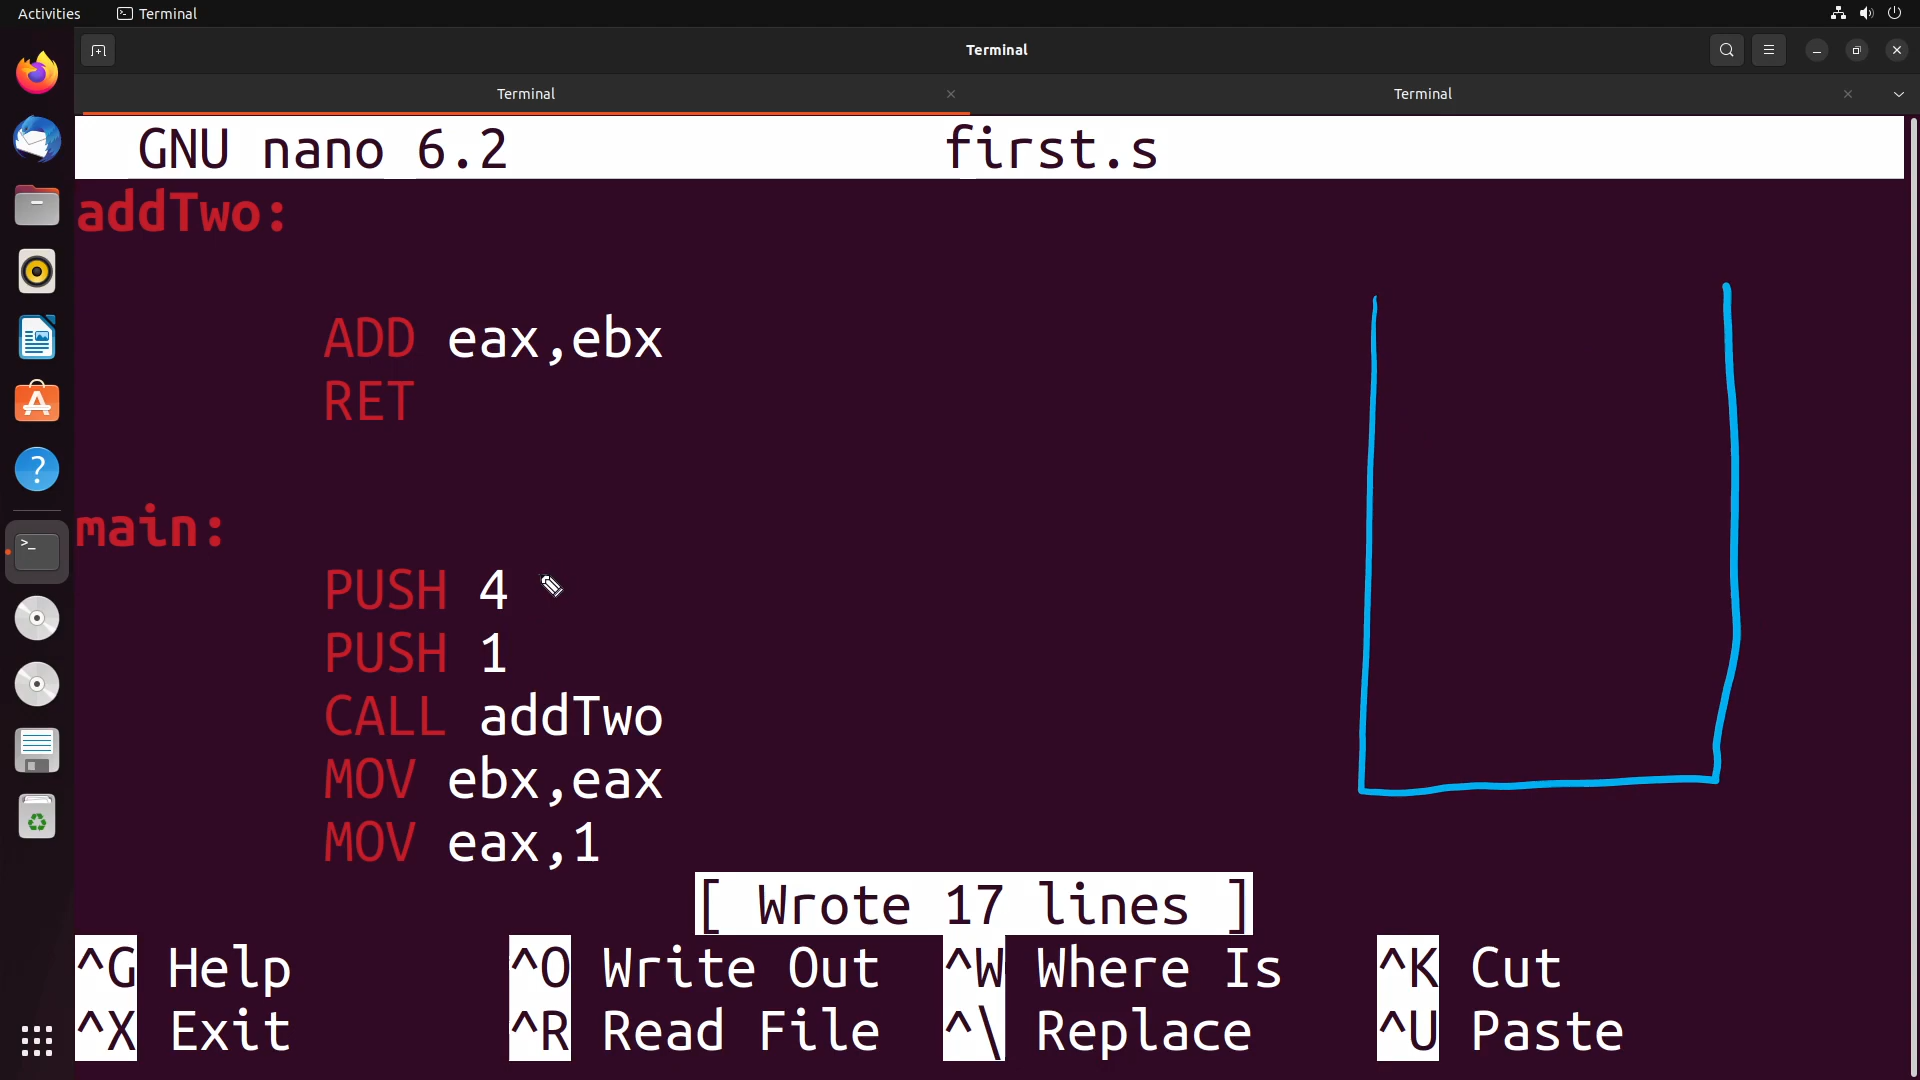 Activities Terminal
Terminal
Terminal Terminal
GNU nano 6.2 first.s
addTwo:
ADD eax,ebx
RET
main:
PUSH 4
PUSH 1
CALL addTwo
MOV ebx,eax
MOV eax,1
[ Wrote 17 lines ]
^G Help ^O Write Out ^W Where Is ^K Cut
^X Exit ^R Read File ^\ Replace ^U Paste